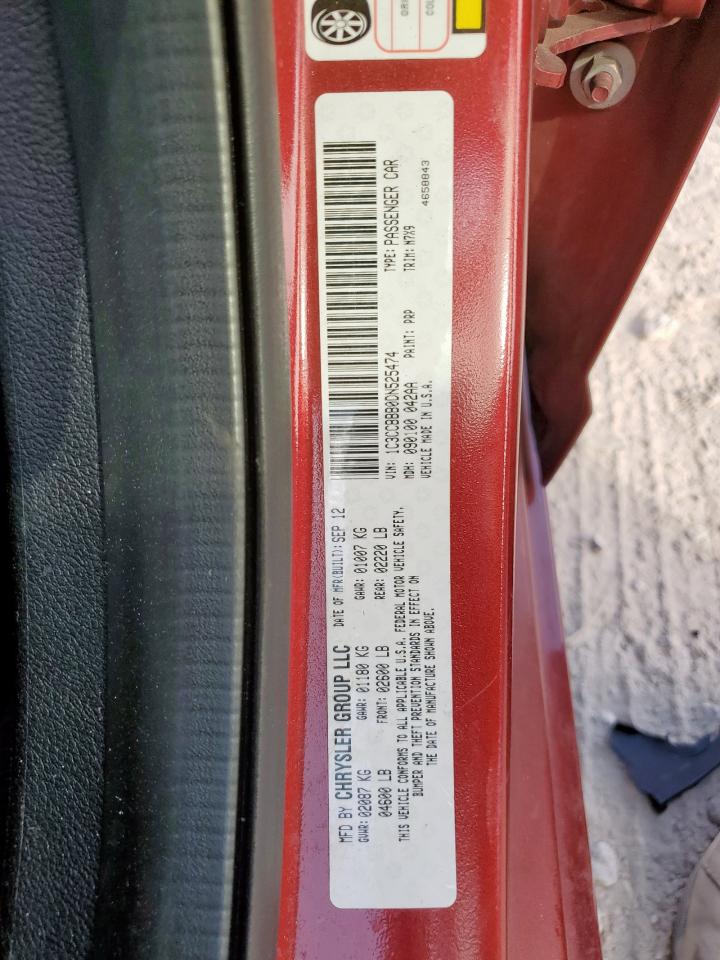 MFD BY CHRYSLER GROUP LLC DATE OF MFR(BUILT): SEP 12
GVWR: 02087 KG GAWR: 01180 KG GAWR: 01007 KG
04600 LB FRONT: 02600 LB REAR: 02220 LB
THIS VEHICLE CONFORMS TO ALL APPLICABLE U.S.A. FEDERAL MOTOR VEHICLE SAFETY,
BUMPER AND THEFT PREVENTION STANDARDS IN EFFECT ON
THE DATE OF MANUFACTURE SHOWN ABOVE.
VIN: 1C3CCBBB0DN525474 TYPE: PASSENGER CAR
MDH: 090100 042AA PAINT: PRP TRIM: M7X9
VEHICLE MADE IN U.S.A. 4658843